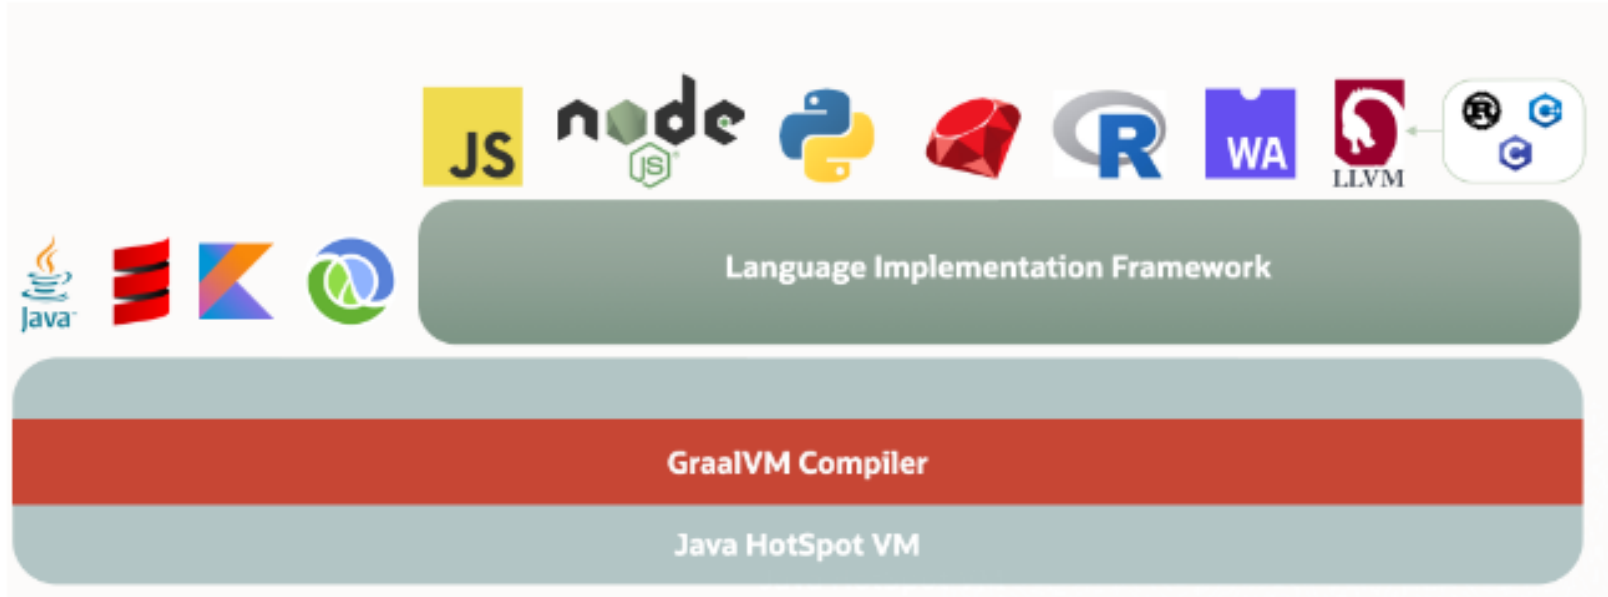 JS
node
JS
R
WA
LLVM
R
C++
C
Java
Language Implementation Framework
GraalVM Compiler
Java HotSpot VM